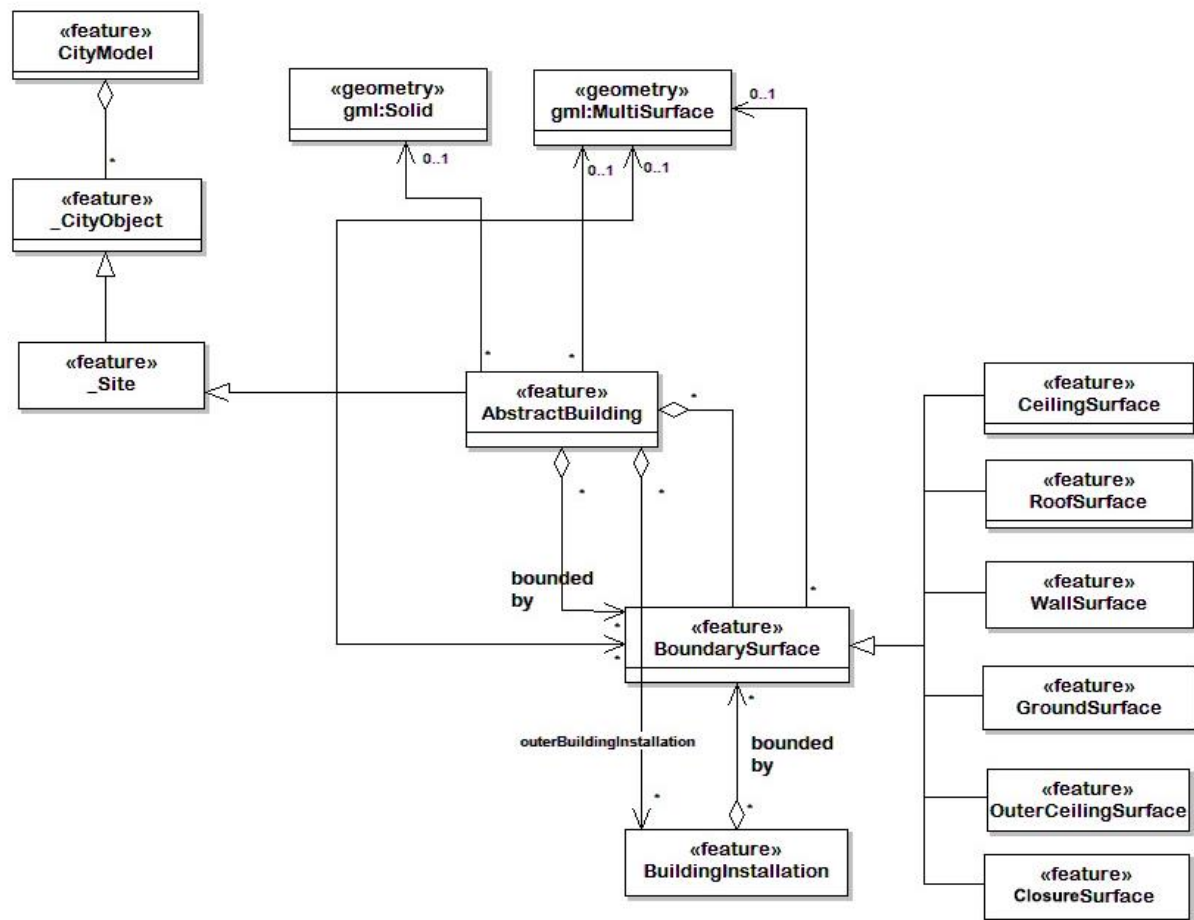 «feature»
CityModel
*
«feature»
_CityObject
«feature»
_Site
«geometry»
gml:Solid
0..1
«geometry»
gml:MultiSurface
0..1
0..1
0..1
*
*
«feature»
AbstractBuilding
*
*
*
bounded
by
*
*
*
«feature»
BoundarySurface
*
outerBuildingInstallation
bounded
by
*
*
«feature»
BuildingInstallation
«feature»
CeilingSurface
«feature»
RoofSurface
«feature»
WallSurface
«feature»
GroundSurface
«feature»
OuterCeilingSurface
«feature»
ClosureSurface